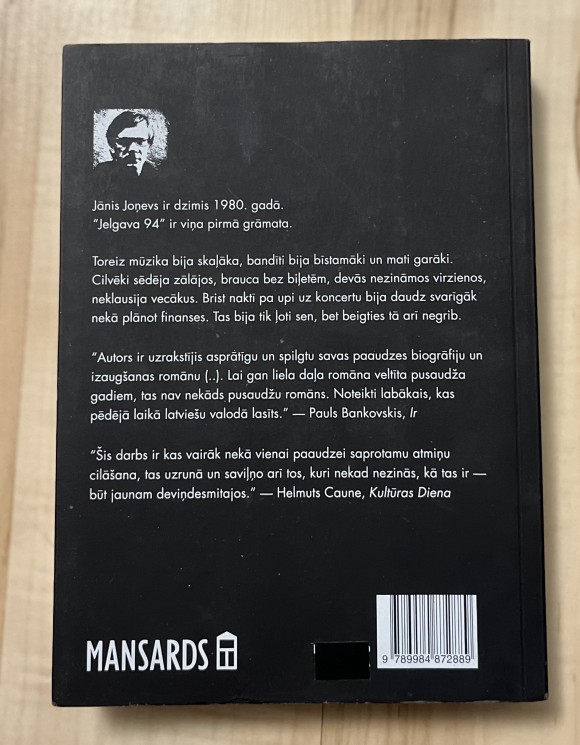 Jānis Joņevs ir dzimis 1980. gadā.
“Jelgava 94” ir viņa pirmā grāmata.
Toreiz mūzika bija skaļāka, bandīti bija bīstamāki un mati garāki.
Cilvēki sēdēja zālājos, brauca bez biļetēm, devās nezināmos virzienos,
neklausīja vecākus. Brist naktī pa upi uz koncertu bija daudz svarīgāk
nekā plānot finanses. Tas bija tik ļoti sen, bet beigties tā arī negrib.
“Autors ir uzrakstījis asprātīgu un spilgtu savas paaudzes biogrāfiju un
izaugšanas romānu (..). Lai gan liela daļa romāna veltīta pusaudža
gadiem, tas nav nekāds pusaudžu romāns. Noteikti labākais, kas
pēdējā laikā latviešu valodā lasīts.” — Pauls Bankovskis, Ir
“Šis darbs ir kas vairāk nekā vienai paaudzei saprotamu atmiņu
cilāšana, tas uzrunā un saviļņo arī tos, kuri nekad nezinās, kā tas ir —
būt jaunam deviņdesmitajos.” — Helmuts Caune, Kultūras Diena
MANSARDS
9 789984 872889